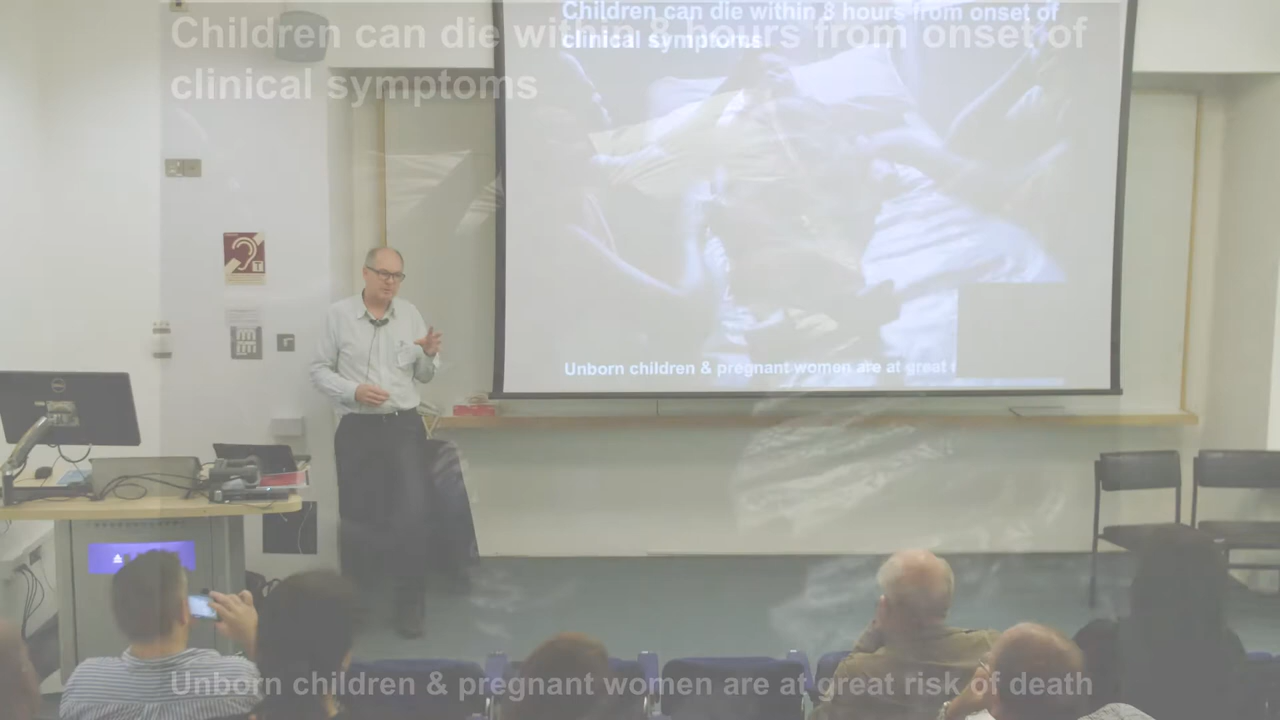 Children can die within 8 hours from onset of
clinical symptoms
Children can die within 8 hours from onset of
clinical symptoms
T
Unborn children & pregnant women are at great
DELL
Unborn children & pregnant women are at great risk of death